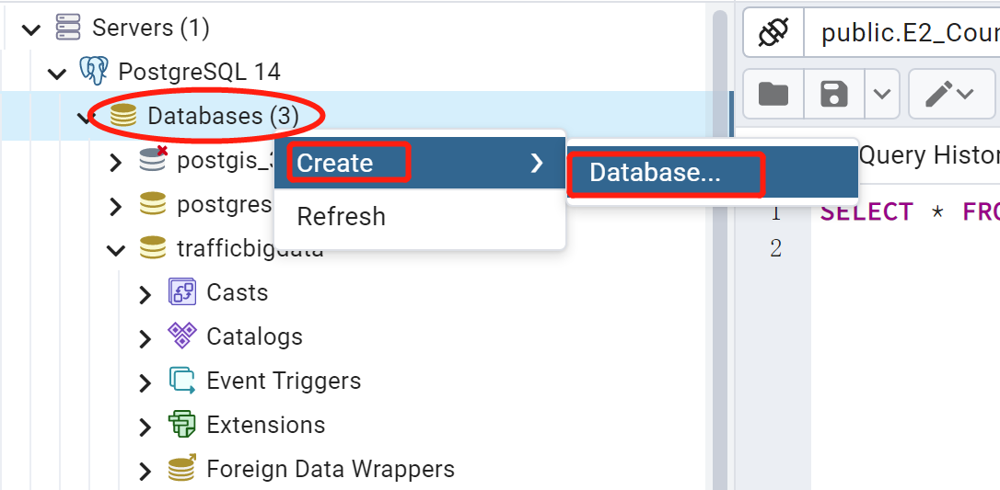 Servers (1)
PostgreSQL 14
Databases (3)
postgis_3
postgres
trafficbigdata
Casts
Catalogs
Event Triggers
Extensions
Foreign Data Wrappers
Create
Refresh
Database...
public.E2_Cour
Query Histor
1 SELECT * FRO
2